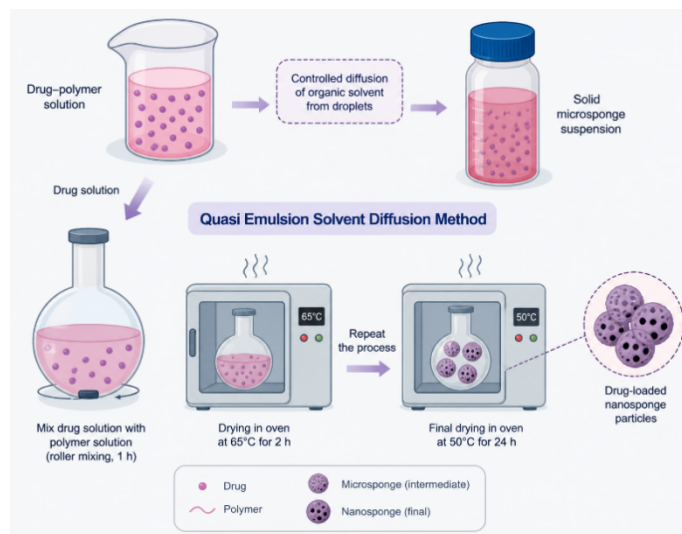 Drug–polymer
solution
Controlled diffusion
of organic solvent
from droplets
Solid
microsponge
suspension
Drug solution
Quasi Emulsion Solvent Diffusion Method
65°C
50°C
Repeat
the process
Mix drug solution with
polymer solution
(roller mixing, 1 h)
Drying in oven
at 65°C for 2 h
Final drying in oven
at 50°C for 24 h
Drug-loaded
nanosponge
particles
Drug
Polymer
Microsponge (intermediate)
Nanosponge (final)